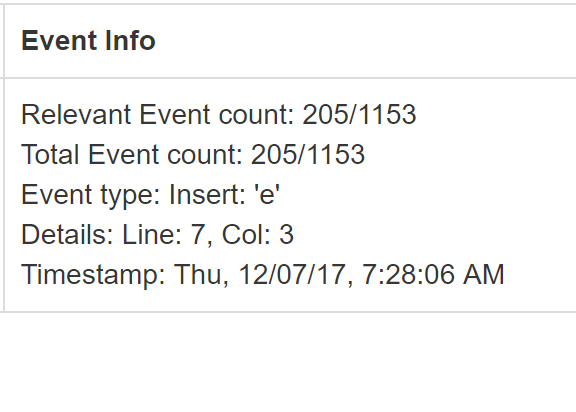 Event Info
Relevant Event count: 205/1153
Total Event count: 205/1153
Event type: Insert: 'e'
Details: Line: 7, Col: 3
Timestamp: Thu, 12/07/17, 7:28:06 AM